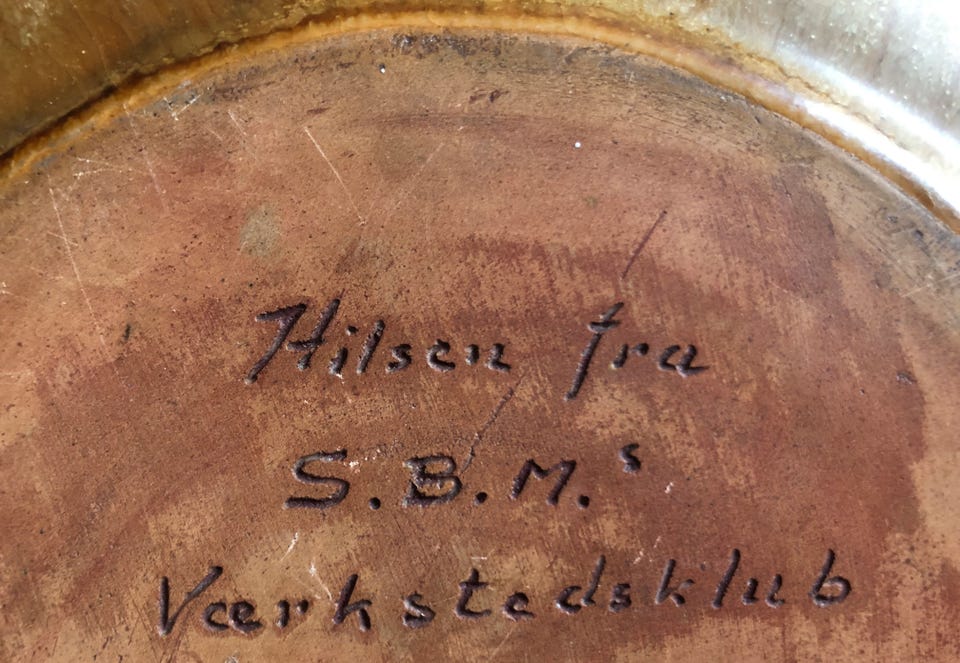 Hilsen fra
S.B.M.s
Værkstedsklub